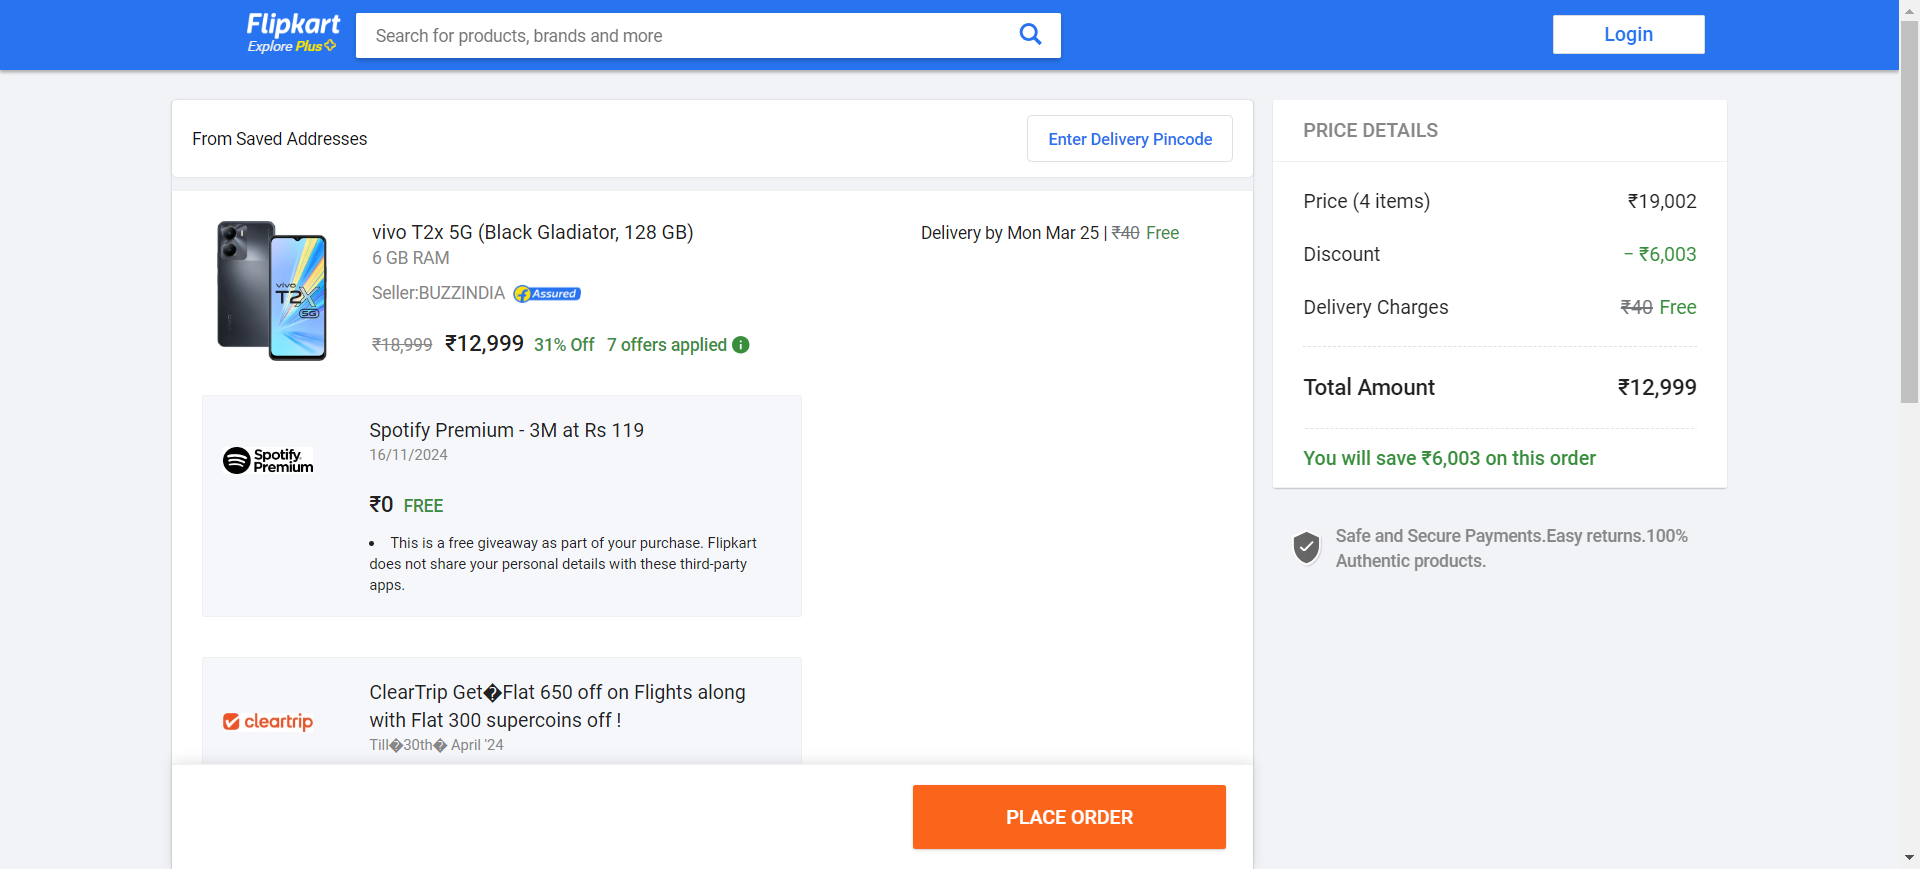 Flipkart
Explore Plus
Search for products, brands and more
Login
From Saved Addresses
Enter Delivery Pincode
vivo T2x 5G (Black Gladiator, 128 GB)
6 GB RAM
Seller:BUZZINDIA
Assured
₹18,999 ₹12,999 31% Off 7 offers applied
Delivery by Mon Mar 25 | ₹40 Free
vivo
T2X
5G
Spotify
Premium
Spotify Premium - 3M at Rs 119
16/11/2024
₹0 FREE
• This is a free giveaway as part of your purchase. Flipkart
does not share your personal details with these third-party
apps.
cleartrip
ClearTrip Get�Flat 650 off on Flights along
with Flat 300 supercoins off !
Till�30th� April '24
PLACE ORDER
PRICE DETAILS
Price (4 items) ₹19,002
Discount − ₹6,003
Delivery Charges ₹40 Free
Total Amount ₹12,999
You will save ₹6,003 on this order
Safe and Secure Payments.Easy returns.100%
Authentic products.